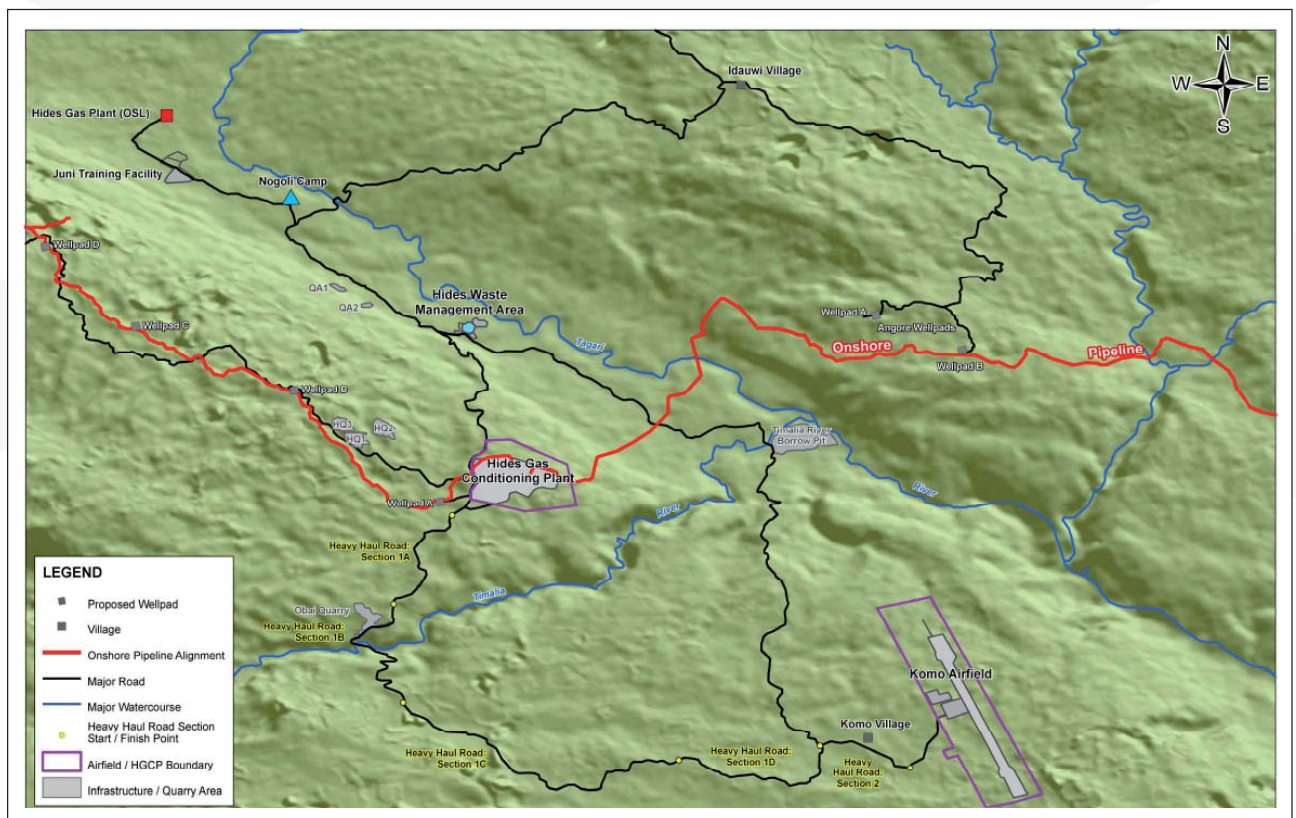 N
W E
S
Idauwi Village
Hides Gas Plant (OSL)
Juni Training Facility
Nogoli Camp
Wellpad D
QA1
QA2
Hides Waste
Management Area
Wellpad C
Tagari
Wellpad A
Angore Wellpads
Onshore Pipeline
Wellpad B
Wellpad B
HQ3
HQ1
HQ2
Timalia River
Borrow Pit
Hides Gas
Conditioning Plant
River
Wellpad A
River
Heavy Haul Road:
Section 1A
Timalia
Obai Quarry
Heavy Haul Road:
Section 1B
Komo Airfield
Komo Village
Heavy Haul Road:
Section 1C
Heavy Haul Road:
Section 1D
Heavy
Haul Road:
Section 2
LEGEND
Proposed Wellpad
Village
Onshore Pipeline Alignment
Major Road
Major Watercourse
Heavy Haul Road Section
Start / Finish Point
Airfield / HGCP Boundary
Infrastructure / Quarry Area